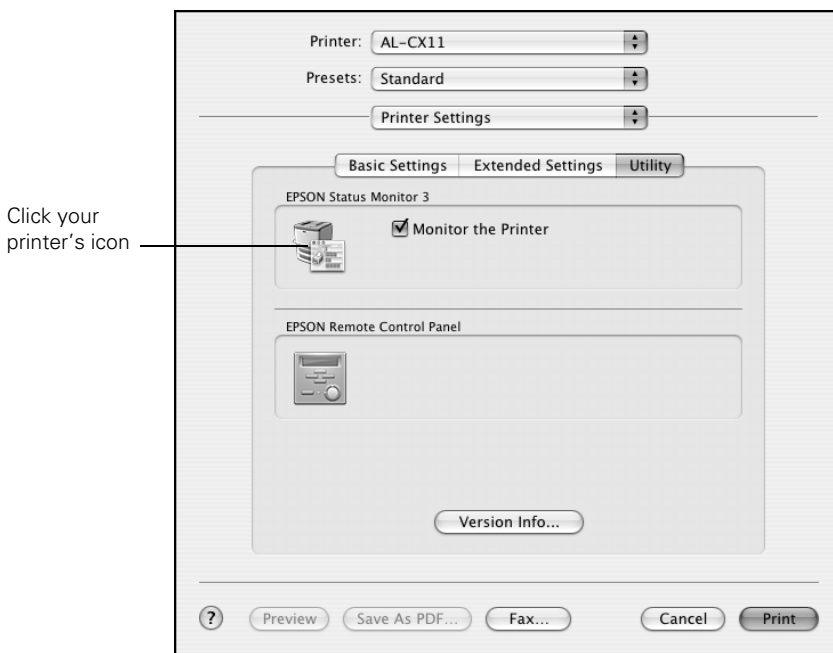 Printer: AL-CX11
Presets: Standard
Printer Settings
Basic Settings Extended Settings Utility
EPSON Status Monitor 3
Click your
printer's icon
Monitor the Printer
EPSON Remote Control Panel
Version Info...
? Preview Save As PDF... Fax... Cancel Print